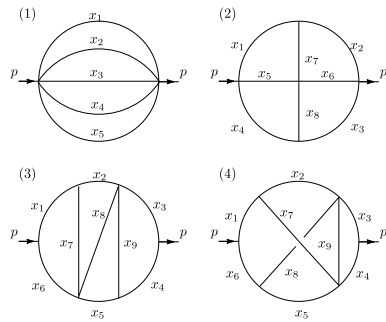 (1)
x₁
x₂
p x₃ p
x₄
x₅
(2)
x₁ x₂
x₇
p x₅ x₆ p
x₈
x₄ x₃
(3)
x₂
x₁ x₈ x₃
p x₇ x₉ p
x₆ x₄
x₅
(4)
x₂
x₁ x₇ x₃
p x₉ p
x₆ x₈ x₄
x₅